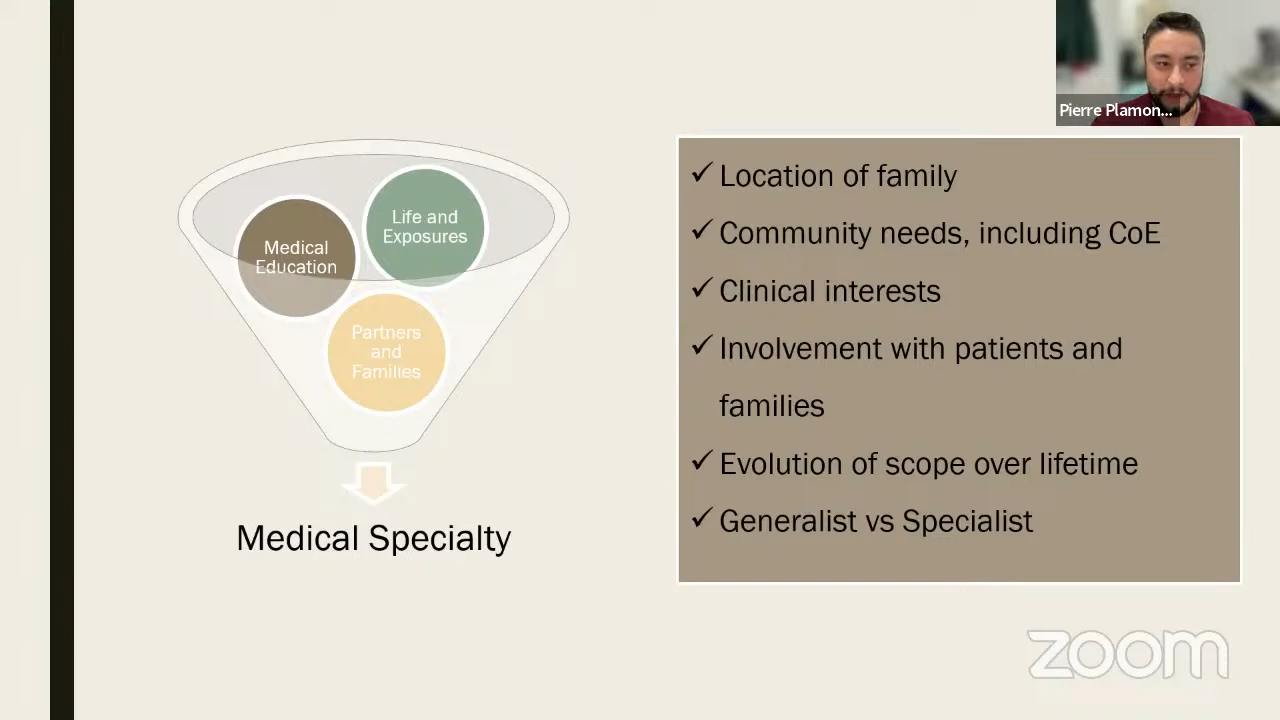 Pierre Plamon...
Life and
Exposures
Medical
Education
Partners
and
Families
Medical Specialty
✓ Location of family
✓ Community needs, including CoE
✓ Clinical interests
✓ Involvement with patients and
families
✓ Evolution of scope over lifetime
✓ Generalist vs Specialist
zoom